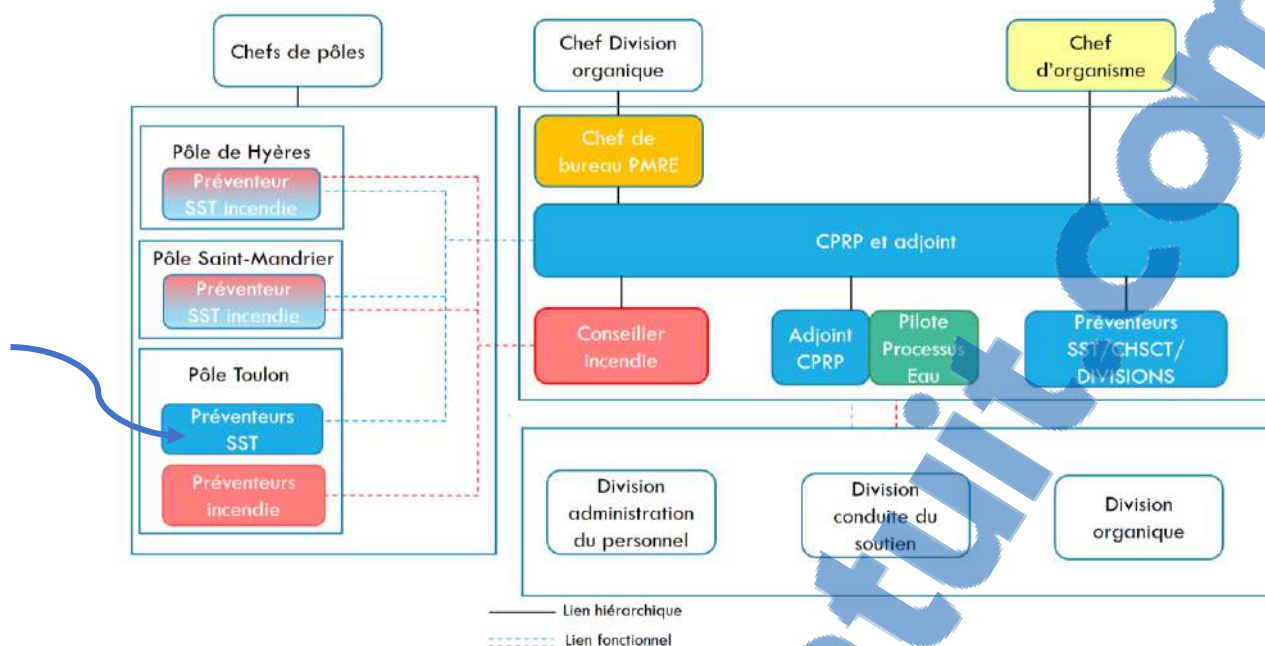 Chefs de pôles
Chef Division
organique
Chef
d'organisme
Pôle de Hyères
Préventeur
SST incendie
Pôle Saint-Mandrier
Préventeur
SST incendie
Pôle Toulon
Préventeurs
SST
Préventeurs
incendie
Chef de
bureau PMRE
CPRP et adjoint
Conseiller
incendie
Adjoint
CPRP
Pilote
Processus
Eau
Préventeurs
SST/CHSCT/
DIVISIONS
Division
administration
du personnel
Division
conduite du
soutien
Division
organique
Lien hiérarchique
Lien fonctionnel
tuit.com